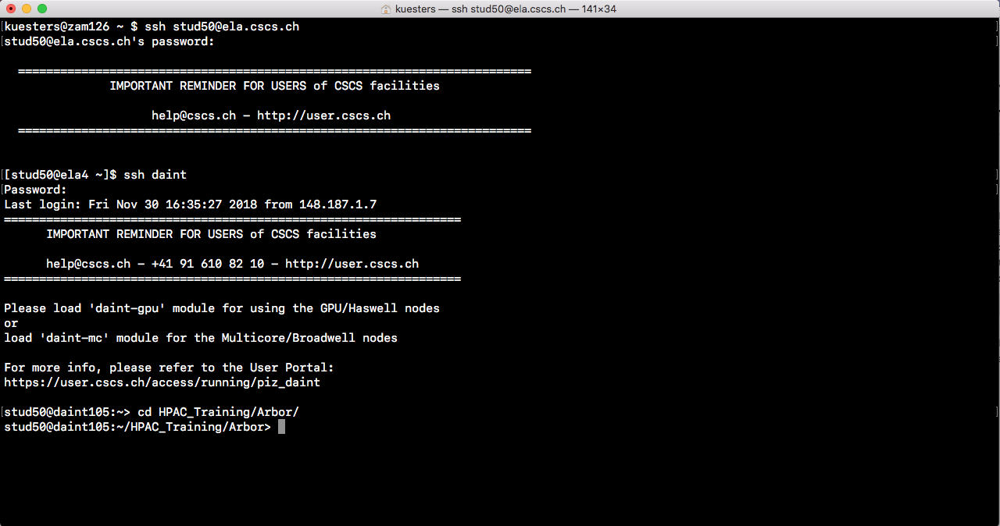 kuesters — ssh stud50@ela.cscs.ch — 141×34
[kuesters@zam126 ~ $ ssh stud50@ela.cscs.ch ]
[stud50@ela.cscs.ch's password: ]
=========================================================================
IMPORTANT REMINDER FOR USERS of CSCS facilities
help@cscs.ch - http://user.cscs.ch
=========================================================================
[[stud50@ela4 ~]$ ssh daint ]
[Password: ]
Last login: Fri Nov 30 16:35:27 2018 from 148.187.1.7
=================================================================
IMPORTANT REMINDER FOR USERS of CSCS facilities
help@cscs.ch - +41 91 610 82 10 - http://user.cscs.ch
=================================================================
Please load 'daint-gpu' module for using the GPU/Haswell nodes
or
load 'daint-mc' module for the Multicore/Broadwell nodes
For more info, please refer to the User Portal:
https://user.cscs.ch/access/running/piz_daint
[stud50@daint105:~> cd HPAC_Training/Arbor/ ]
stud50@daint105:~/HPAC_Training/Arbor>